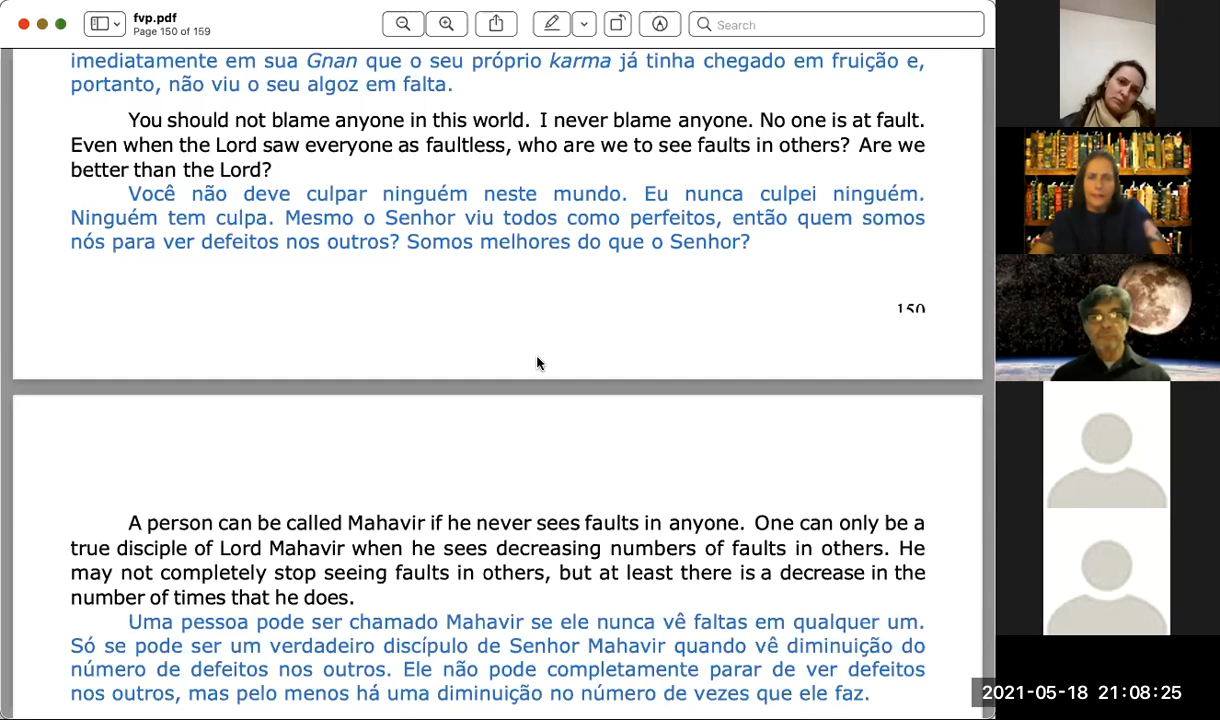 fvp.pdf
Page 150 of 159
Search
imediatamente em sua Gnan que o seu próprio karma já tinha chegado em fruição e,
portanto, não viu o seu algoz em falta.
You should not blame anyone in this world. I never blame anyone. No one is at fault.
Even when the Lord saw everyone as faultless, who are we to see faults in others? Are we
better than the Lord?
Você não deve culpar ninguém neste mundo. Eu nunca culpei ninguém.
Ninguém tem culpa. Mesmo o Senhor viu todos como perfeitos, então quem somos
nós para ver defeitos nos outros? Somos melhores do que o Senhor?
150
A person can be called Mahavir if he never sees faults in anyone. One can only be a
true disciple of Lord Mahavir when he sees decreasing numbers of faults in others. He
may not completely stop seeing faults in others, but at least there is a decrease in the
number of times that he does.
Uma pessoa pode ser chamado Mahavir se ele nunca vê faltas em qualquer um.
Só se pode ser um verdadeiro discípulo de Senhor Mahavir quando vê diminuição do
número de defeitos nos outros. Ele não pode completamente parar de ver defeitos
nos outros, mas pelo menos há uma diminuição no número de vezes que ele faz.
2021-05-18 21:08:25